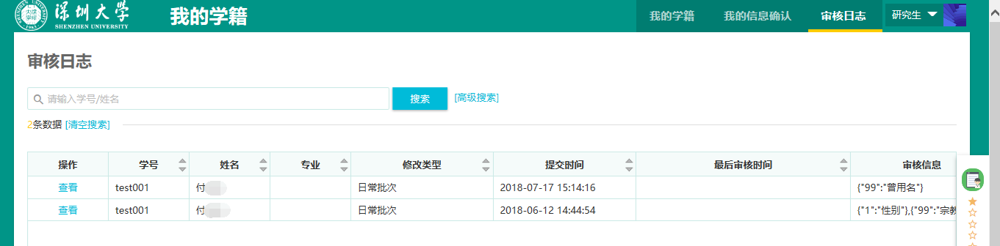 深圳大学
SHENZHEN UNIVERSITY
我的学籍
我的学籍 我的信息确认 审核日志 研究生
审核日志
请输入学号/姓名 搜索 [高级搜索]
2条数据 [清空搜索]
操作 学号 姓名 专业 修改类型 提交时间 最后审核时间 审核信息
查看 test001 付 日常批次 2018-07-17 15:14:16 {"99":"曾用名"}
查看 test001 付 日常批次 2018-06-12 14:44:54 {"1":"性别"},{"99":"宗教